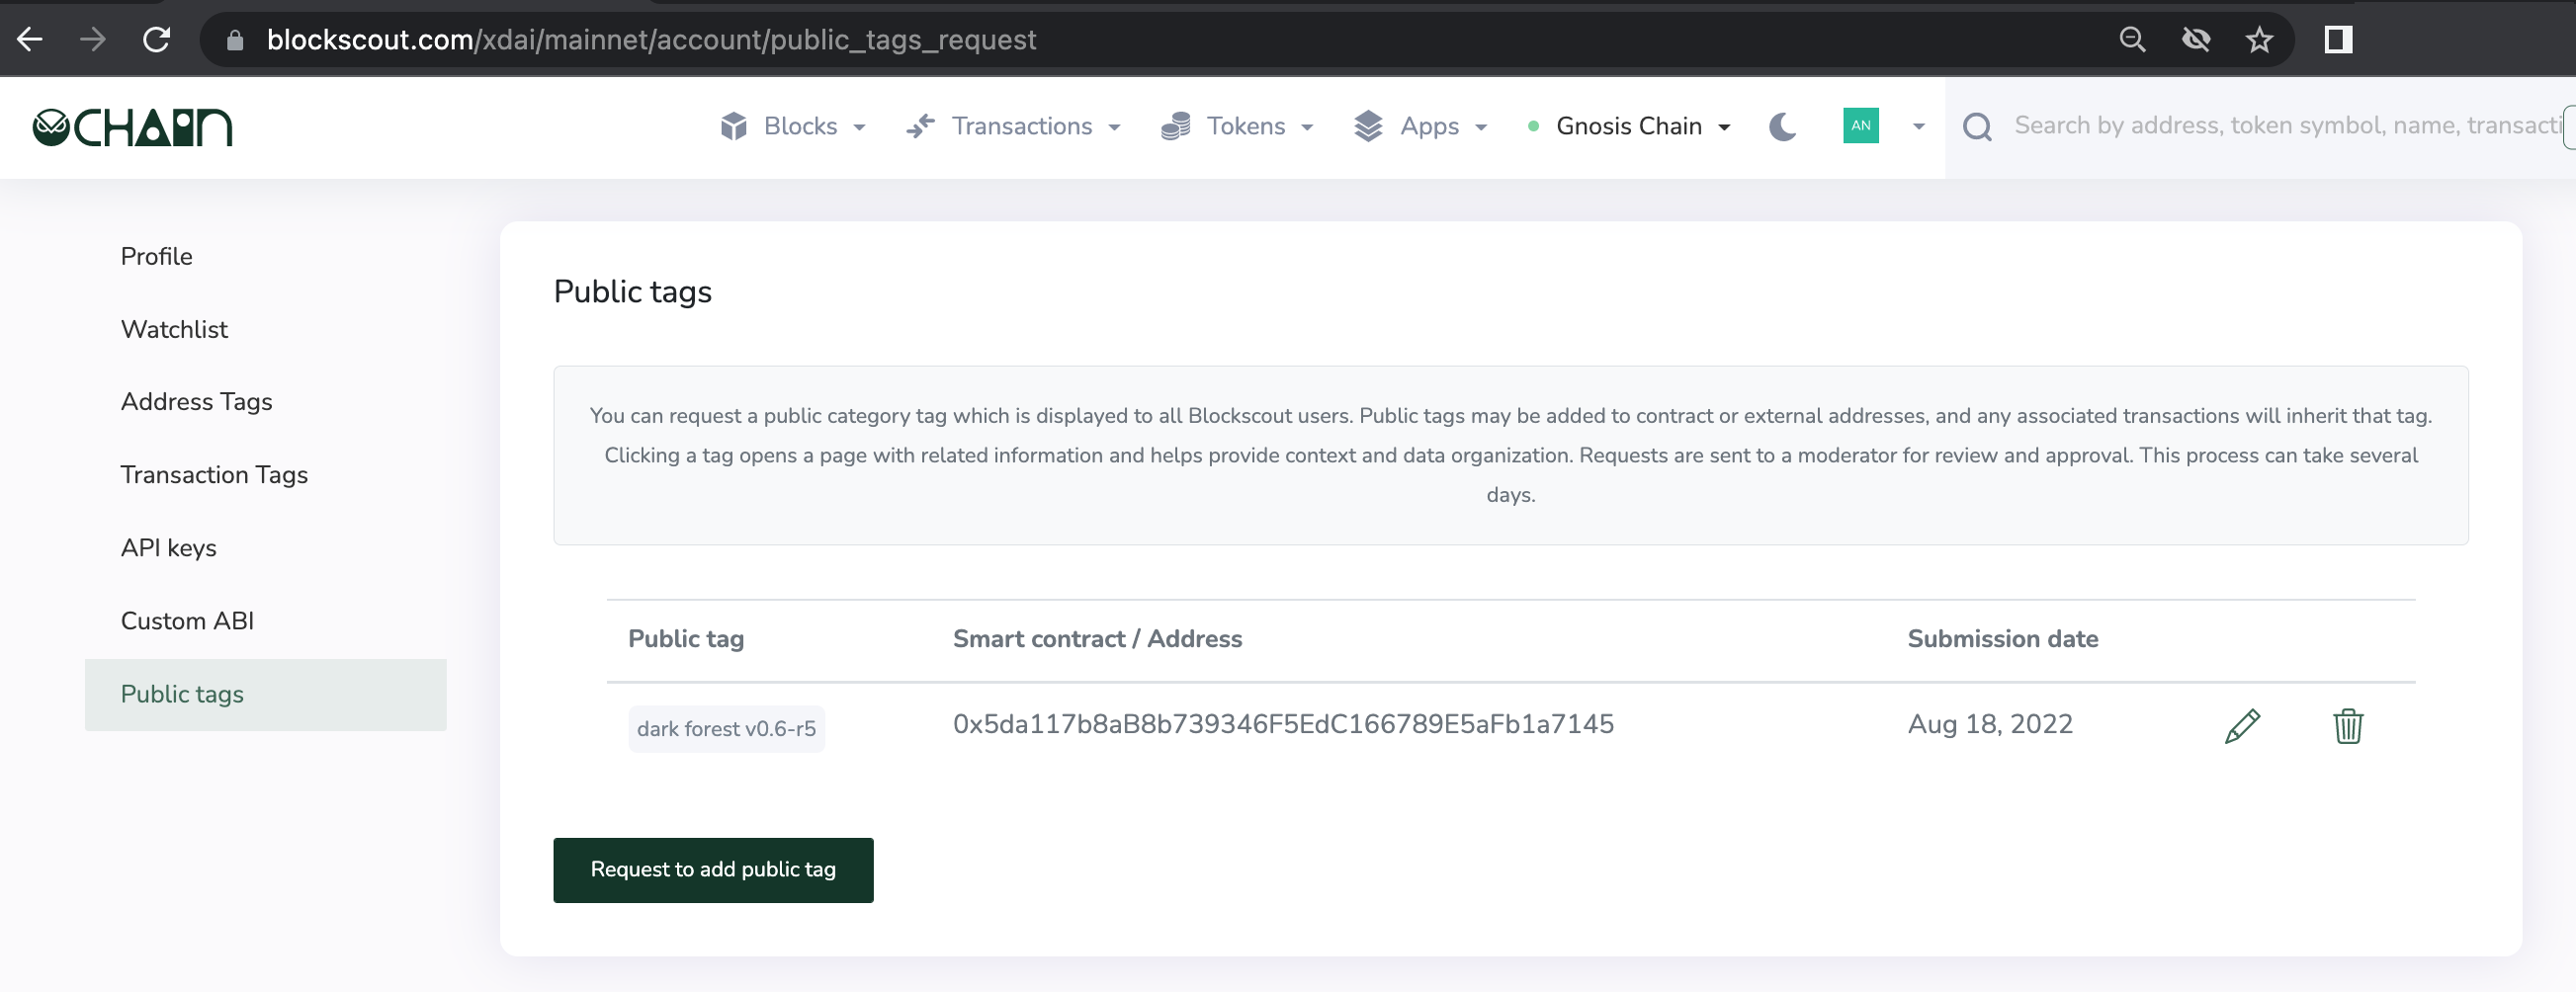 blockscout.com/xdai/mainnet/account/public_tags_request
CHAIN
Blocks
Transactions
Tokens
Apps
Gnosis Chain
AN
Search by address, token symbol, name, transacti
Profile
Watchlist
Address Tags
Transaction Tags
API keys
Custom ABI
Public tags
Public tags
You can request a public category tag which is displayed to all Blockscout users. Public tags may be added to contract or external addresses, and any associated transactions will inherit that tag.
Clicking a tag opens a page with related information and helps provide context and data organization. Requests are sent to a moderator for review and approval. This process can take several
days.
Public tag
Smart contract / Address
Submission date
dark forest v0.6-r5
0x5da117b8aB8b739346F5EdC166789E5aFb1a7145
Aug 18, 2022
Request to add public tag